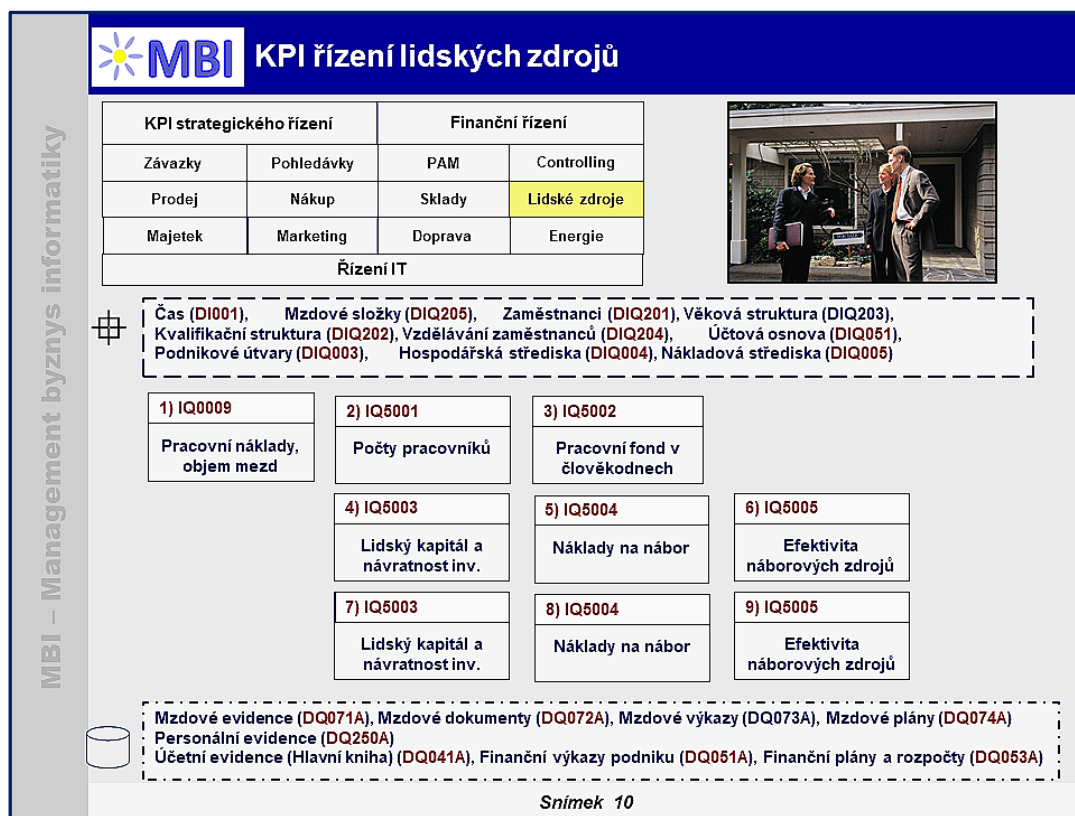 MBI
KPI řízení lidských zdrojů
MBI – Management byznys informatiky
KPI strategického řízení Finanční řízení
Závazky Pohledávky PAM Controlling
Prodej Nákup Sklady Lidské zdroje
Majetek Marketing Doprava Energie
Řízení IT
Čas (DI001), Mzdové složky (DIQ205), Zaměstnanci (DIQ201), Věková struktura (DIQ203),
Kvalifikační struktura (DIQ202), Vzdělávání zaměstnanců (DIQ204), Účtová osnova (DIQ051),
Podnikové útvary (DIQ003), Hospodářská střediska (DIQ004), Nákladová střediska (DIQ005)
1) IQ0009
Pracovní náklady,
objem mezd
2) IQ5001
Počty pracovníků
3) IQ5002
Pracovní fond v
člověkodnech
4) IQ5003
Lidský kapitál a
návratnost inv.
5) IQ5004
Náklady na nábor
6) IQ5005
Efektivita
náborových zdrojů
7) IQ5003
Lidský kapitál a
návratnost inv.
8) IQ5004
Náklady na nábor
9) IQ5005
Efektivita
náborových zdrojů
Mzdové evidence (DQ071A), Mzdové dokumenty (DQ072A), Mzdové výkazy (DQ073A), Mzdové plány (DQ074A)
Personální evidence (DQ250A)
Účetní evidence (Hlavní kniha) (DQ041A), Finanční výkazy podniku (DQ051A), Finanční plány a rozpočty (DQ053A)
Snímek 10